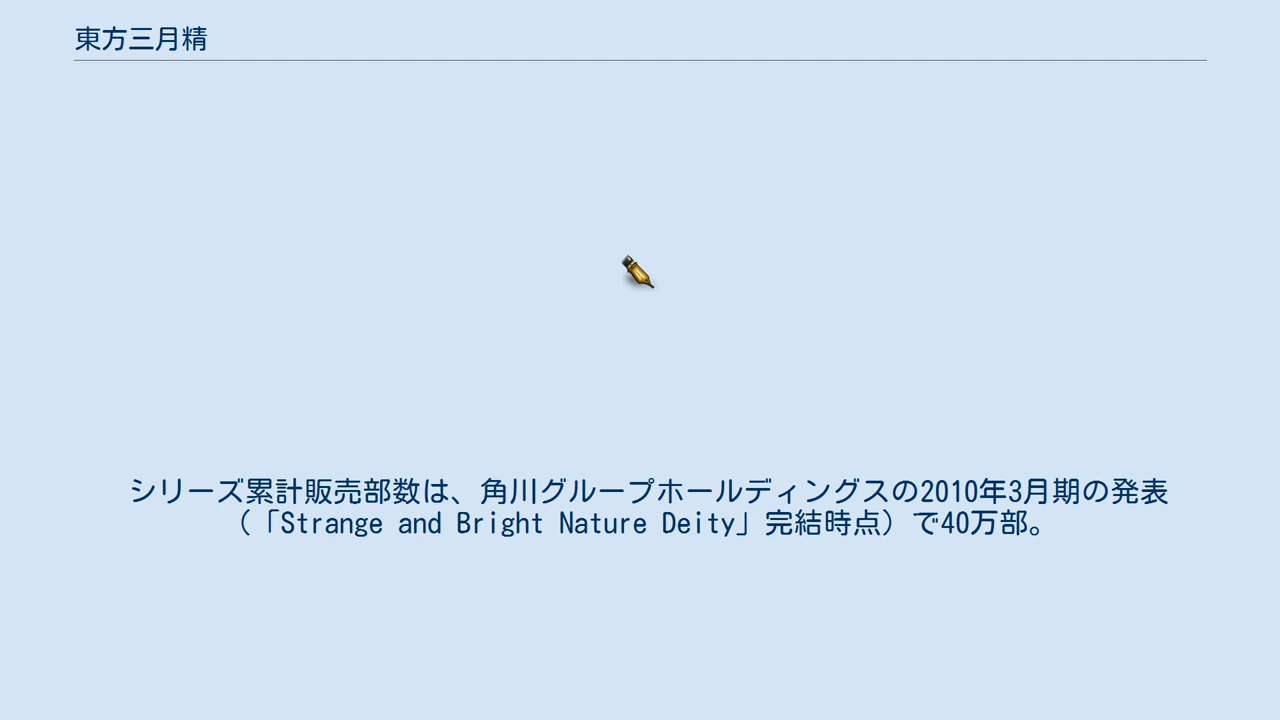 東方三月精
シリーズ累計販売部数は、角川グループホールディングスの2010年3月期の発表
（「Strange and Bright Nature Deity」完結時点）で40万部。